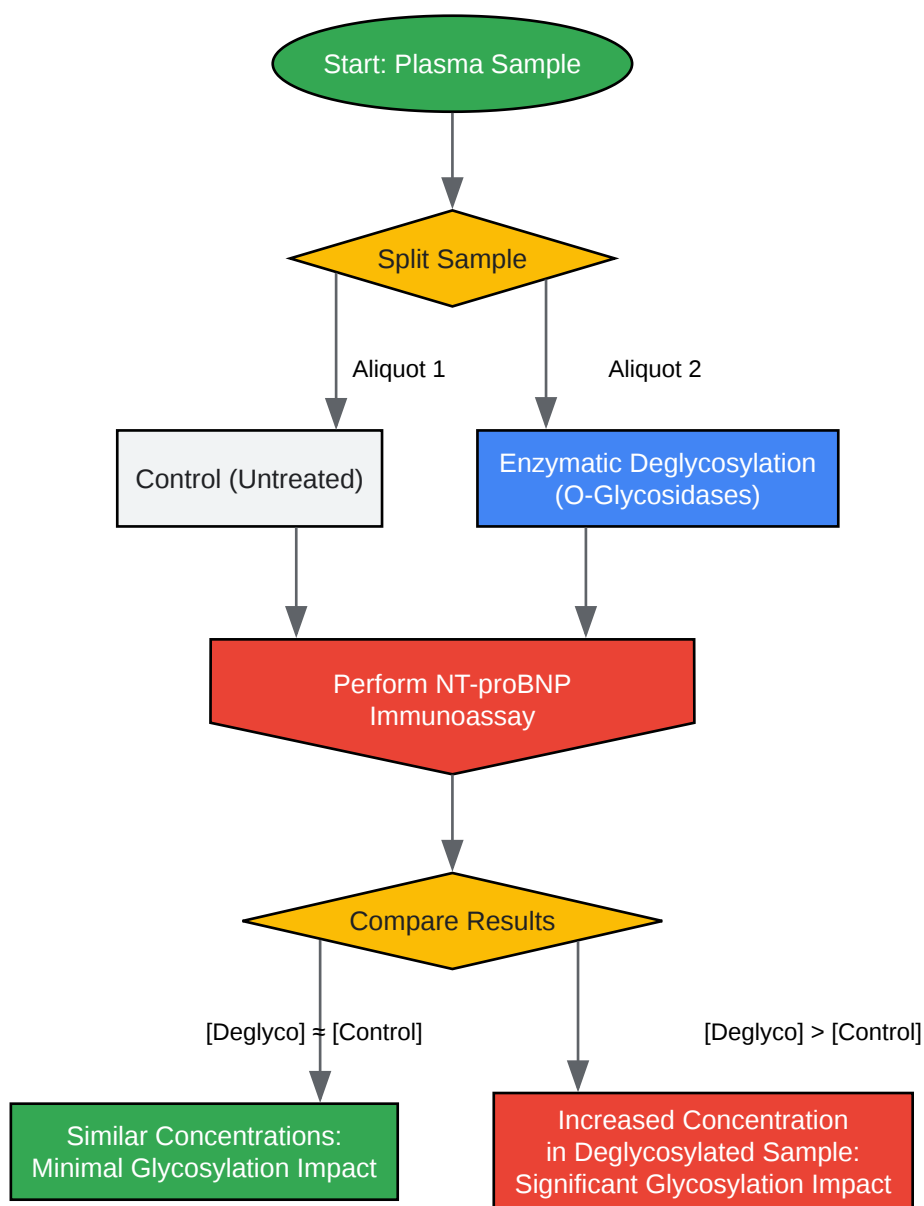 Start: Plasma Sample
Split Sample
Aliquot 1
Aliquot 2
Control (Untreated)
Enzymatic Deglycosylation
(O-Glycosidases)
Perform NT-proBNP
Immunoassay
Compare Results
[Deglyco] ≈ [Control]
[Deglyco] > [Control]
Similar Concentrations:
Minimal Glycosylation Impact
Increased Concentration
in Deglycosylated Sample:
Significant Glycosylation Impact